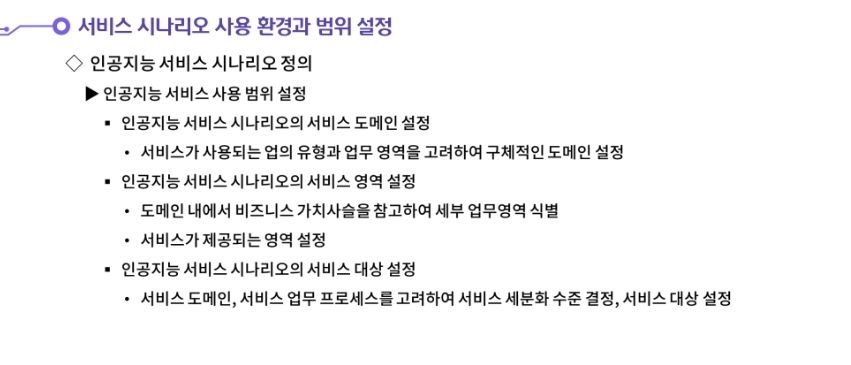 서비스 시나리오 사용 환경과 범위 설정
◇ 인공지능 서비스 시나리오 정의
▶ 인공지능 서비스 사용 범위 설정
▪ 인공지능 서비스 시나리오의 서비스 도메인 설정
• 서비스가 사용되는 업의 유형과 업무 영역을 고려하여 구체적인 도메인 설정
▪ 인공지능 서비스 시나리오의 서비스 영역 설정
• 도메인 내에서 비즈니스 가치사슬을 참고하여 세부 업무영역 식별
• 서비스가 제공되는 영역 설정
▪ 인공지능 서비스 시나리오의 서비스 대상 설정
• 서비스 도메인, 서비스 업무 프로세스를 고려하여 서비스 세분화 수준 결정, 서비스 대상 설정